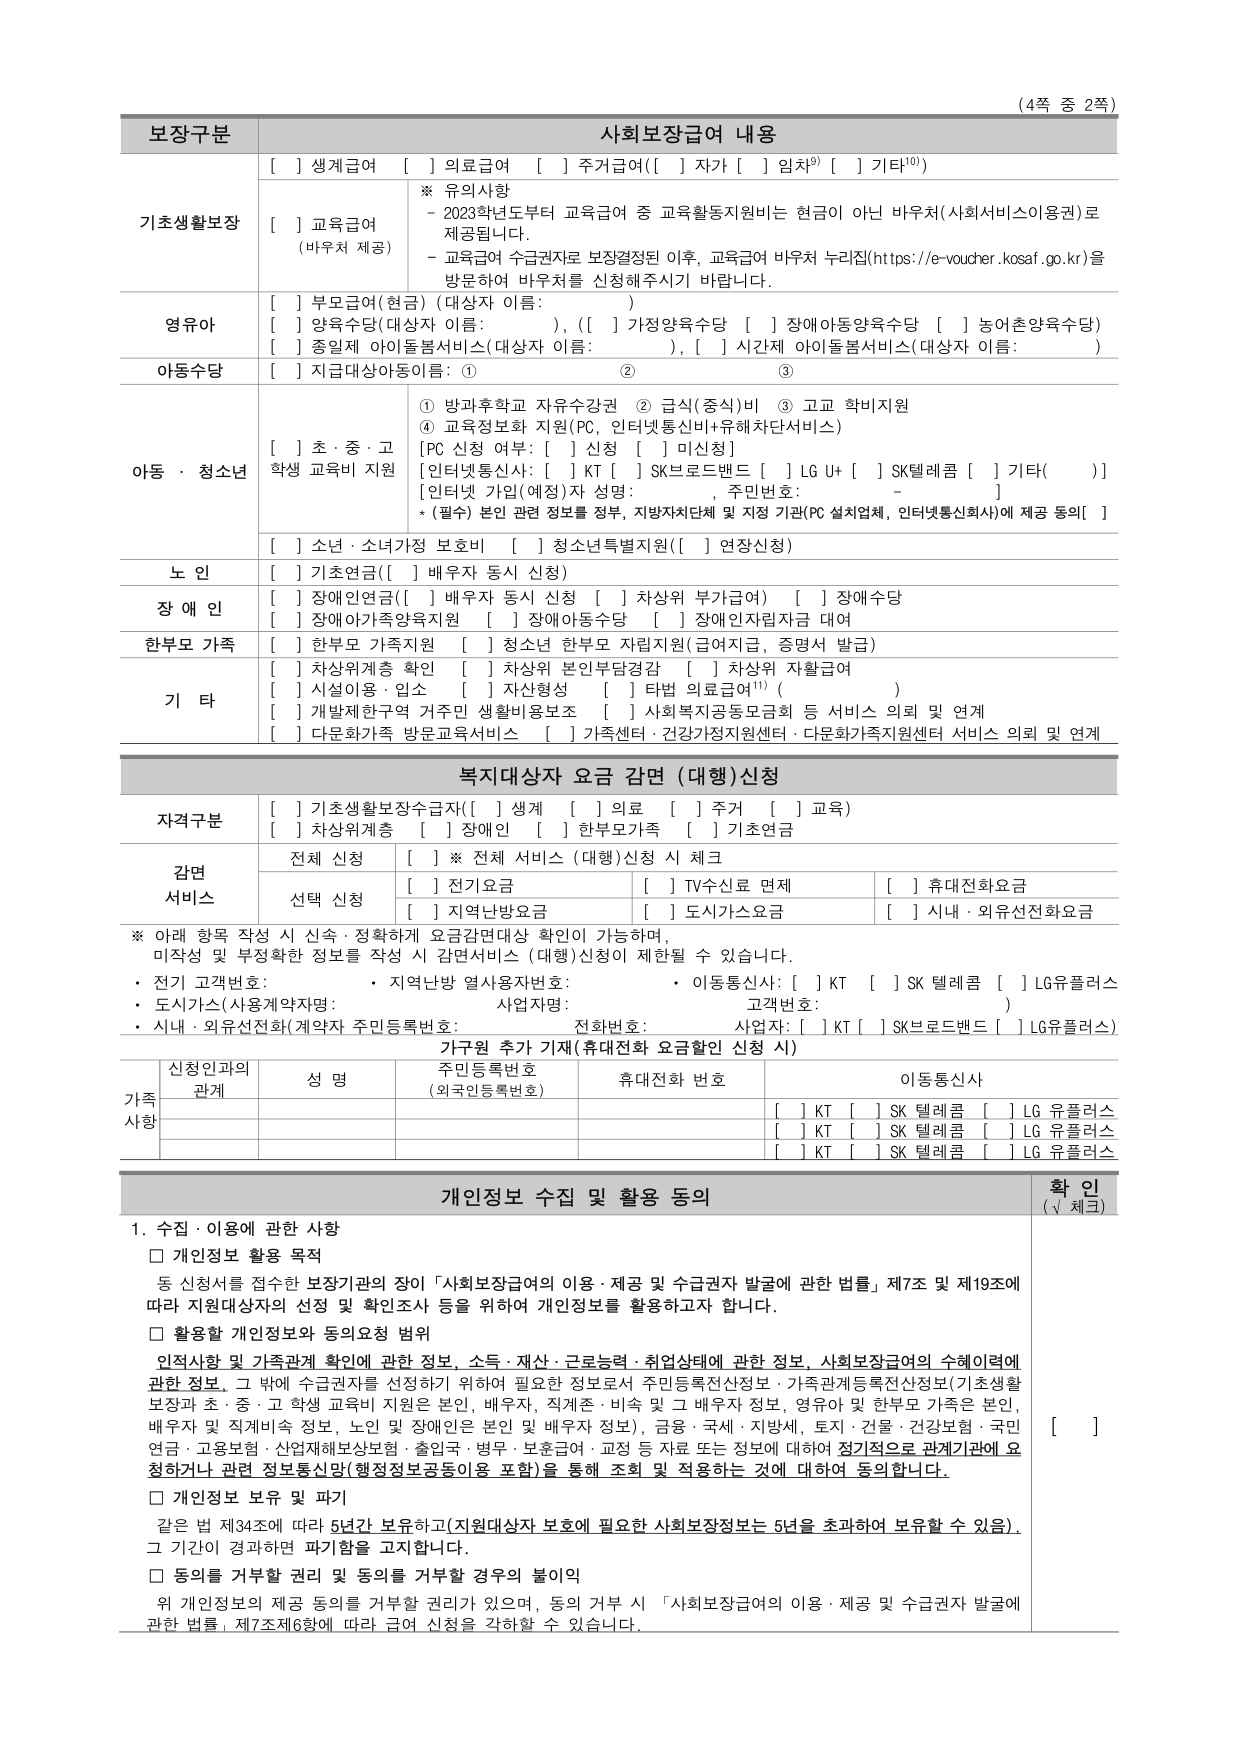 (4쪽 중 2쪽)
보장구분 사회보장급여 내용
기초생활보장
[ ] 생계급여 [ ] 의료급여 [ ] 주거급여([ ] 자가 [ ] 임차9) [ ] 기타10))
[ ] 교육급여
(바우처 제공)
※ 유의사항
- 2023학년도부터 교육급여 중 교육활동지원비는 현금이 아닌 바우처(사회서비스이용권)로
제공됩니다.
- 교육급여 수급권자로 보장결정된 이후, 교육급여 바우처 누리집(https://e-voucher.kosaf.go.kr)을
방문하여 바우처를 신청해주시기 바랍니다.
영유아
[ ] 부모급여(현금) (대상자 이름: )
[ ] 양육수당(대상자 이름: ), ([ ] 가정양육수당 [ ] 장애아동양육수당 [ ] 농어촌양육수당)
[ ] 종일제 아이돌봄서비스(대상자 이름: ), [ ] 시간제 아이돌봄서비스(대상자 이름: )
아동수당 [ ] 지급대상아동이름: ① ② ③
아동 · 청소년
[ ] 초·중·고
학생 교육비 지원
① 방과후학교 자유수강권 ② 급식(중식)비 ③ 고교 학비지원
④ 교육정보화 지원(PC, 인터넷통신비+유해차단서비스)
[PC 신청 여부: [ ] 신청 [ ] 미신청]
[인터넷통신사: [ ] KT [ ] SK브로드밴드 [ ] LG U+ [ ] SK텔레콤 [ ] 기타( )]
[인터넷 가입(예정)자 성명: , 주민번호: - ]
* (필수) 본인 관련 정보를 정부, 지방자치단체 및 지정 기관(PC 설치업체, 인터넷통신회사)에 제공 동의[ ]
[ ] 소년·소녀가정 보호비 [ ] 청소년특별지원([ ] 연장신청)
노 인 [ ] 기초연금([ ] 배우자 동시 신청)
장 애 인
[ ] 장애인연금([ ] 배우자 동시 신청 [ ] 차상위 부가급여) [ ] 장애수당
[ ] 장애아가족양육지원 [ ] 장애아동수당 [ ] 장애인자립자금 대여
한부모 가족 [ ] 한부모 가족지원 [ ] 청소년 한부모 자립지원(급여지급, 증명서 발급)
기 타
[ ] 차상위계층 확인 [ ] 차상위 본인부담경감 [ ] 차상위 자활급여
[ ] 시설이용·입소 [ ] 자산형성 [ ] 타법 의료급여11) ( )
[ ] 개발제한구역 거주민 생활비용보조 [ ] 사회복지공동모금회 등 서비스 의뢰 및 연계
[ ] 다문화가족 방문교육서비스 [ ] 가족센터·건강가정지원센터·다문화가족지원센터 서비스 의뢰 및 연계
복지대상자 요금 감면 (대행)신청
자격구분
[ ] 기초생활보장수급자([ ] 생계 [ ] 의료 [ ] 주거 [ ] 교육)
[ ] 차상위계층 [ ] 장애인 [ ] 한부모가족 [ ] 기초연금
감면
서비스
전체 신청 [ ] ※ 전체 서비스 (대행)신청 시 체크
선택 신청
[ ] 전기요금 [ ] TV수신료 면제 [ ] 휴대전화요금
[ ] 지역난방요금 [ ] 도시가스요금 [ ] 시내·외유선전화요금
※ 아래 항목 작성 시 신속·정확하게 요금감면대상 확인이 가능하며,
미작성 및 부정확한 정보를 작성 시 감면서비스 (대행)신청이 제한될 수 있습니다.
• 전기 고객번호: • 지역난방 열사용자번호: • 이동통신사: [ ] KT [ ] SK 텔레콤 [ ] LG유플러스
• 도시가스(사용계약자명: 사업자명: 고객번호: )
• 시내·외유선전화(계약자 주민등록번호: 전화번호: 사업자: [ ] KT [ ] SK브로드밴드 [ ] LG유플러스)
가구원 추가 기재(휴대전화 요금할인 신청 시)
가족
사항
신청인과의
관계
성 명
주민등록번호
(외국인등록번호)
휴대전화 번호
이동통신사
[ ] KT [ ] SK 텔레콤 [ ] LG 유플러스
[ ] KT [ ] SK 텔레콤 [ ] LG 유플러스
[ ] KT [ ] SK 텔레콤 [ ] LG 유플러스
개인정보 수집 및 활용 동의
확 인
(√ 체크)
1. 수집·이용에 관한 사항
□ 개인정보 활용 목적
동 신청서를 접수한 보장기관의 장이 「사회보장급여의 이용·제공 및 수급권자 발굴에 관한 법률」 제7조 및 제19조에
따라 지원대상자의 선정 및 확인조사 등을 위하여 개인정보를 활용하고자 합니다.
□ 활용할 개인정보와 동의요청 범위
인적사항 및 가족관계 확인에 관한 정보, 소득·재산·근로능력·취업상태에 관한 정보, 사회보장급여의 수혜이력에
관한 정보, 그 밖에 수급권자를 선정하기 위하여 필요한 정보로서 주민등록전산정보·가족관계등록전산정보(기초생활
보장과 초·중·고 학생 교육비 지원은 본인, 배우자, 직계존·비속 및 그 배우자 정보, 영유아 및 한부모 가족은 본인,
배우자 및 직계비속 정보, 노인 및 장애인은 본인 및 배우자 정보), 금융·국세·지방세, 토지·건물·건강보험·국민
연금·고용보험·산업재해보상보험·출입국·병무·보훈급여·교정 등 자료 또는 정보에 대하여 정기적으로 관계기관에 요
청하거나 관련 정보통신망(행정정보공동이용 포함)을 통해 조회 및 적용하는 것에 대하여 동의합니다.
[ ]
□ 개인정보 보유 및 파기
같은 법 제34조에 따라 5년간 보유하고(지원대상자 보호에 필요한 사회보장정보는 5년을 초과하여 보유할 수 있음),
그 기간이 경과하면 파기함을 고지합니다.
□ 동의를 거부할 권리 및 동의를 거부할 경우의 불이익
위 개인정보의 제공 동의를 거부할 권리가 있으며, 동의 거부 시 「사회보장급여의 이용·제공 및 수급권자 발굴에
관한 법률」 제7조제6항에 따라 급여 신청을 각하할 수 있습니다.